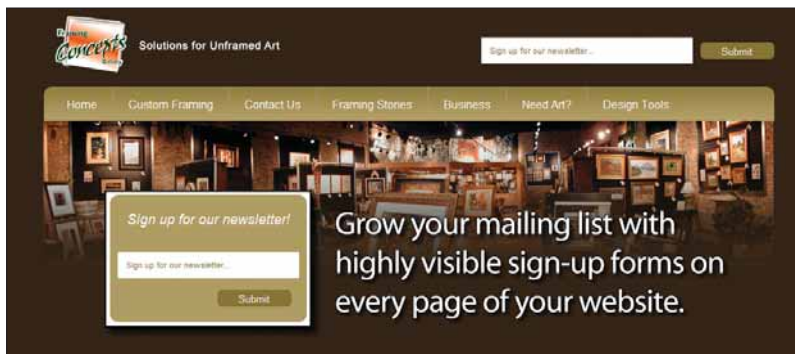 Framing
Concepts
Solutions for Unframed Art
Sign up for our newsletter...
Submit
Home
Custom Framing
Contact Us
Framing Stories
Business
Need Art?
Design Tools
Sign up for our newsletter!
Sign up for our newsletter...
Submit
Grow your mailing list with
highly visible sign-up forms on
every page of your website.